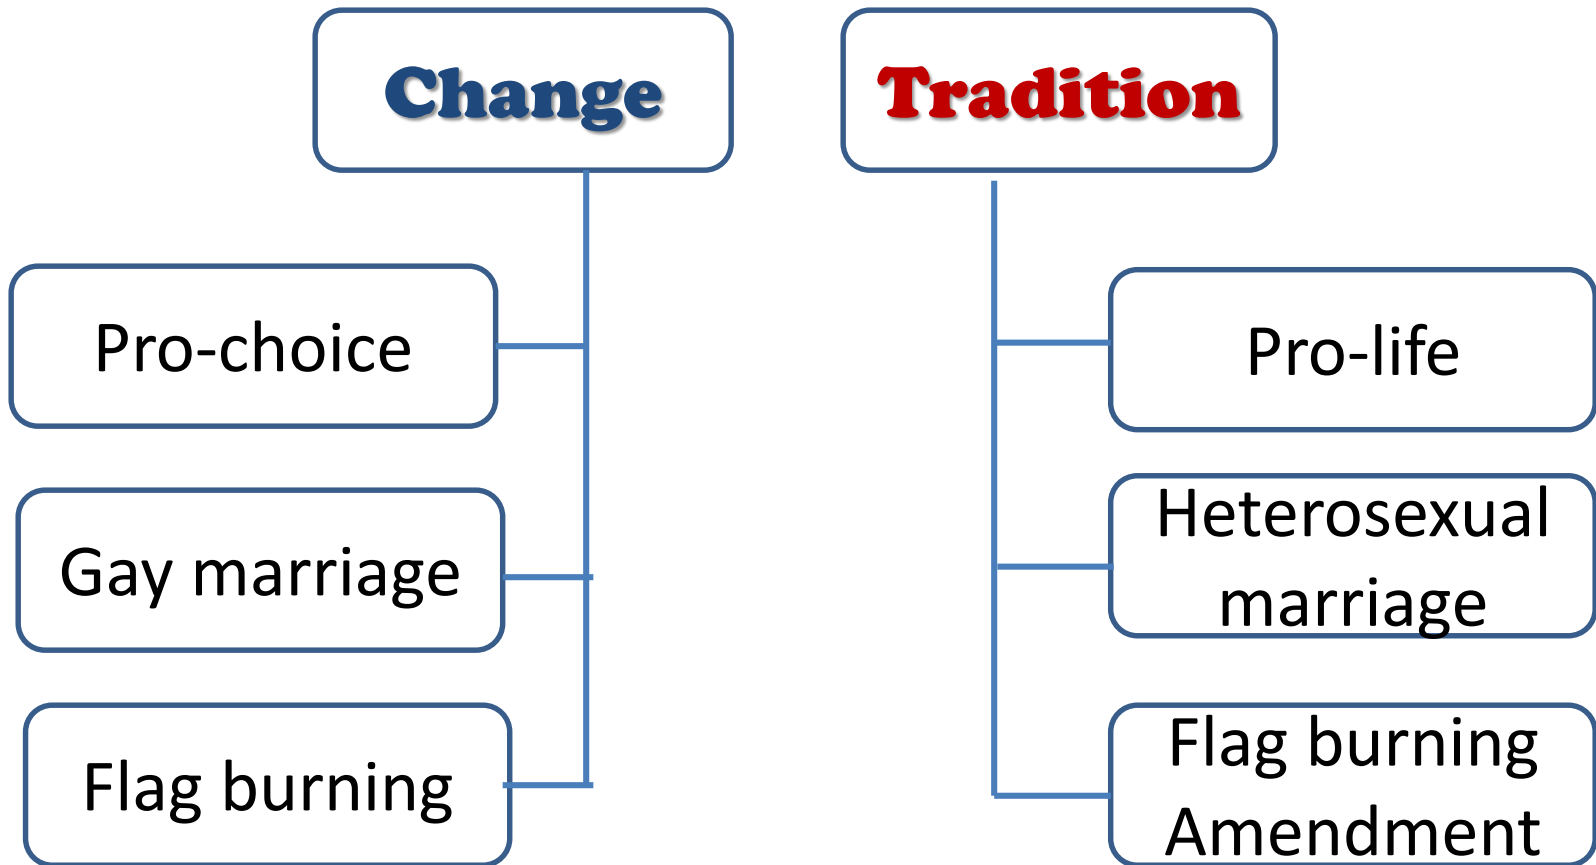 Change
Tradition
Pro-choice
Pro-life
Gay marriage
Heterosexual
marriage
Flag burning
Flag burning
Amendment